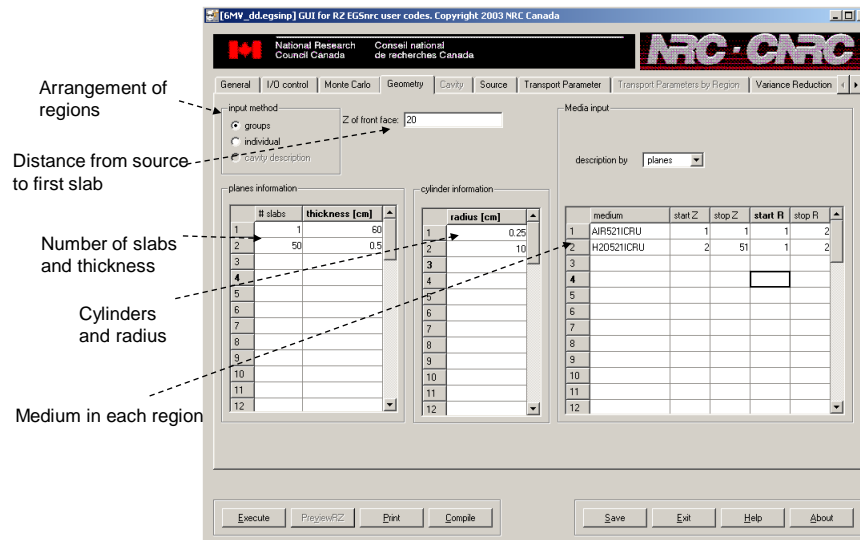 [6MV_dd.egsinp] GUI for RZ EGSnrc user codes. Copyright 2003 NRC Canada
National Research Council Canada
Conseil national de recherches Canada
NRC · CNRC
General I/O control Monte Carlo Geometry Cavity Source Transport Parameter Transport Parameters by Region Variance Reduction
Arrangement of
regions
Distance from source
to first slab
Number of slabs
and thickness
Cylinders
and radius
Medium in each region
input method
groups
individual
cavity description
Z of front face: 20
Media input
description by planes
planes information
# slabs thickness [cm]
1 1 60
2 50 0.5
3
4
5
6
7
8
9
10
11
12
cylinder information
radius [cm]
1 0.25
2 10
3
4
5
6
7
8
9
10
11
12
medium start Z stop Z start R stop R
1 AIR521ICRU 1 1 1 2
2 H2O521ICRU 2 51 1 2
3
4
5
6
7
8
9
10
11
12
Execute PreviewRZ Print Compile
Save Exit Help About